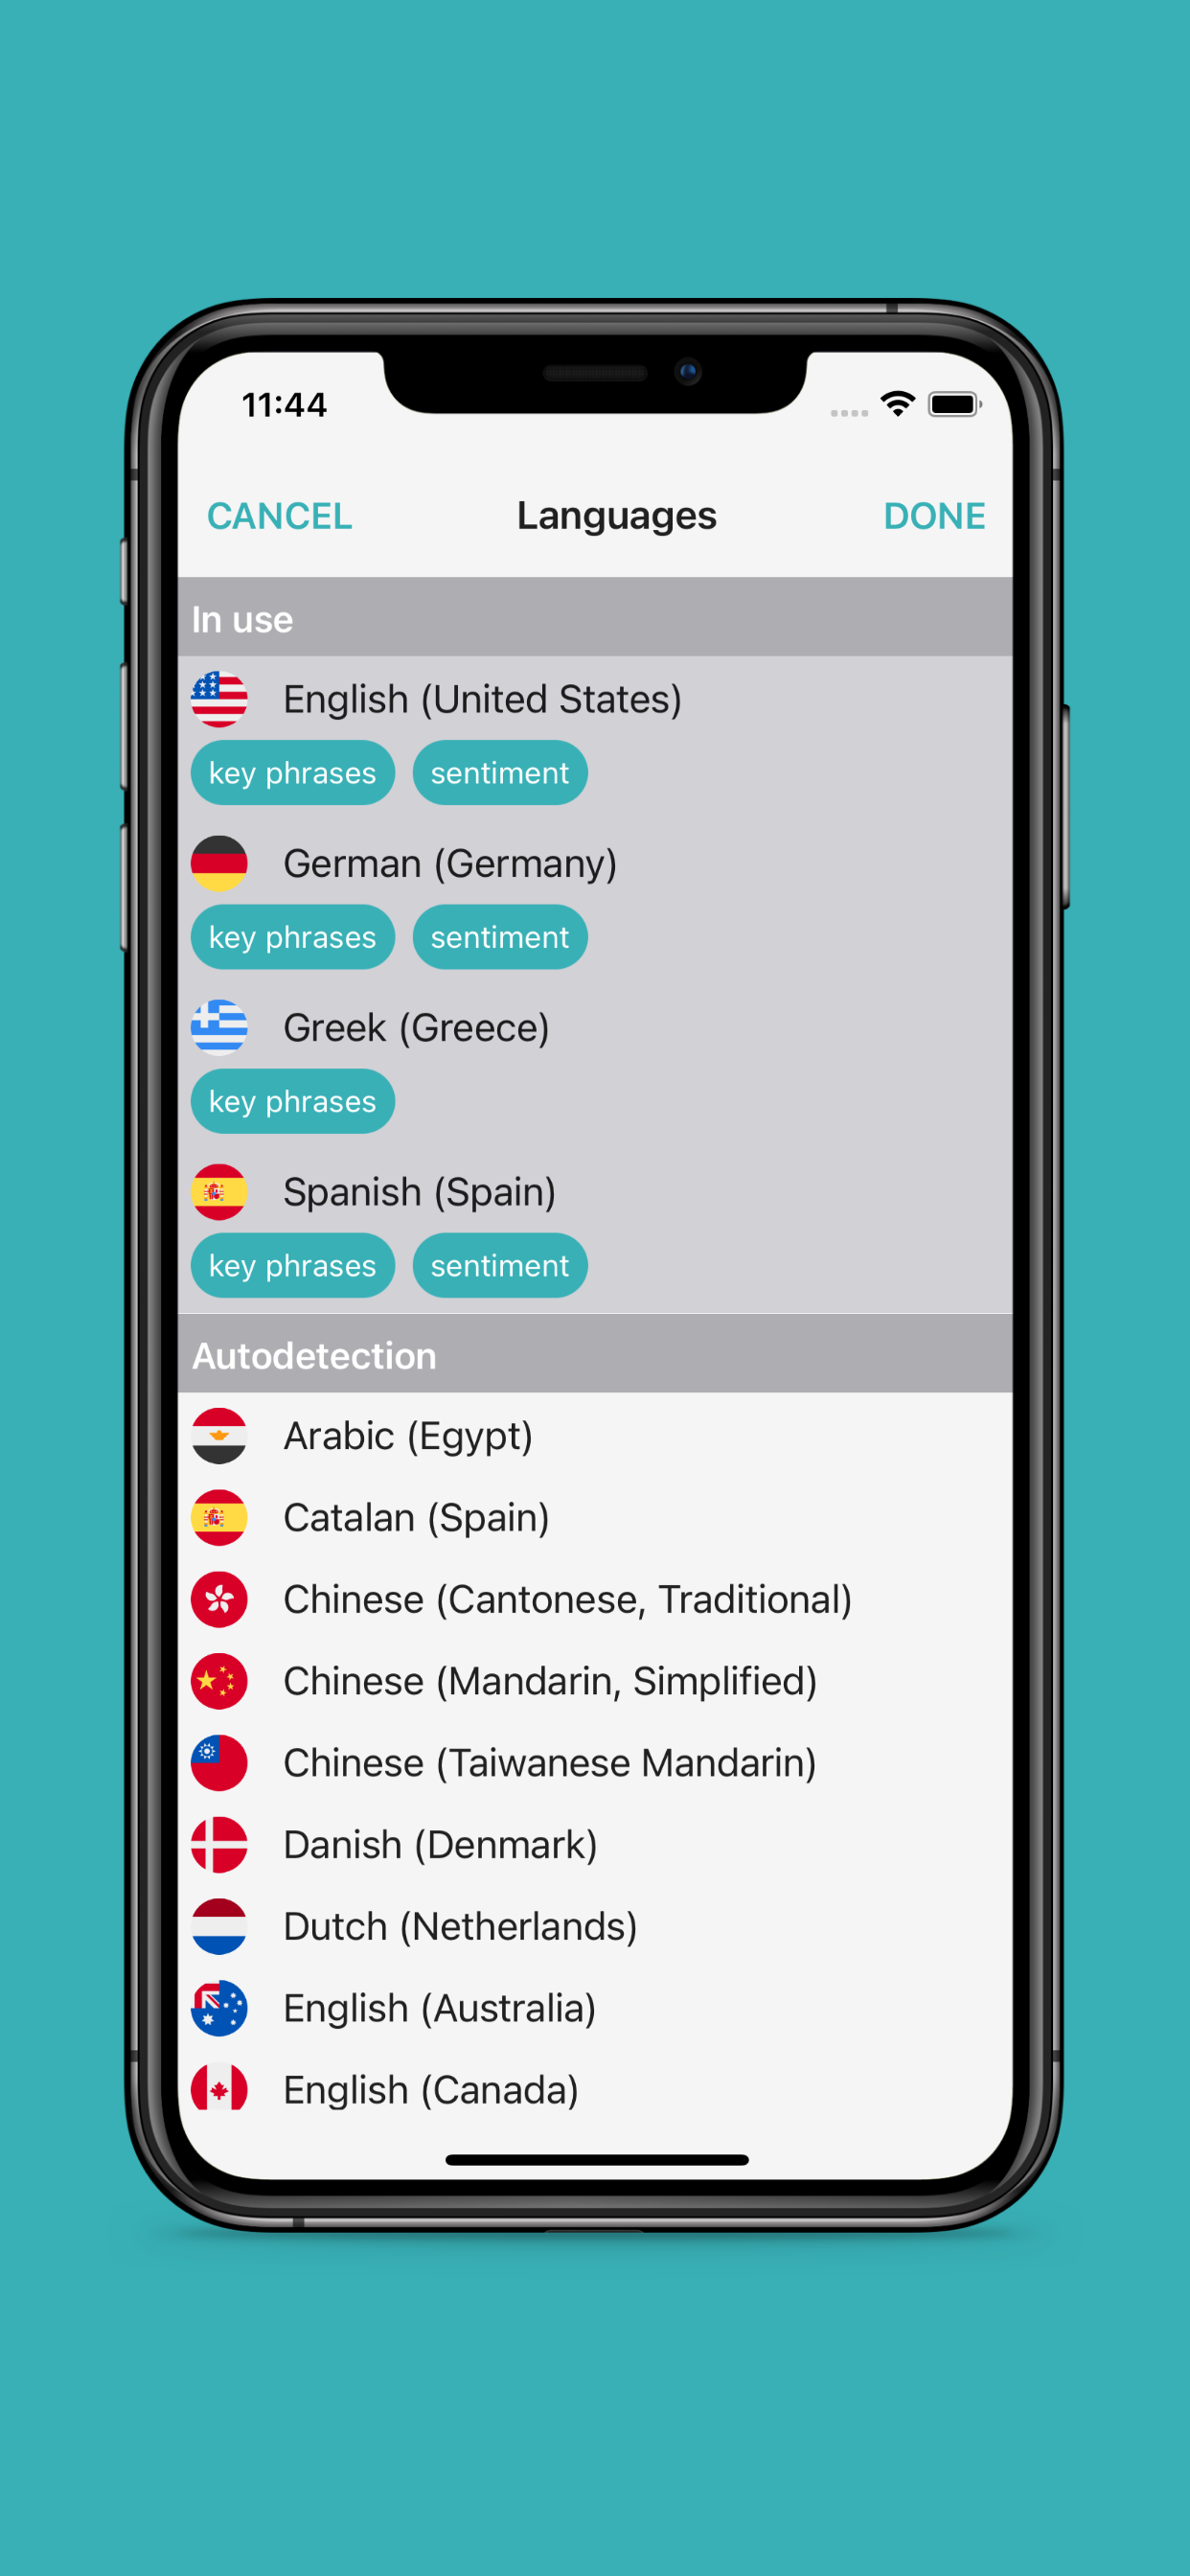 11:44
CANCEL Languages DONE
In use
English (United States)
key phrases sentiment
German (Germany)
key phrases sentiment
Greek (Greece)
key phrases
Spanish (Spain)
key phrases sentiment
Autodetection
Arabic (Egypt)
Catalan (Spain)
Chinese (Cantonese, Traditional)
Chinese (Mandarin, Simplified)
Chinese (Taiwanese Mandarin)
Danish (Denmark)
Dutch (Netherlands)
English (Australia)
English (Canada)